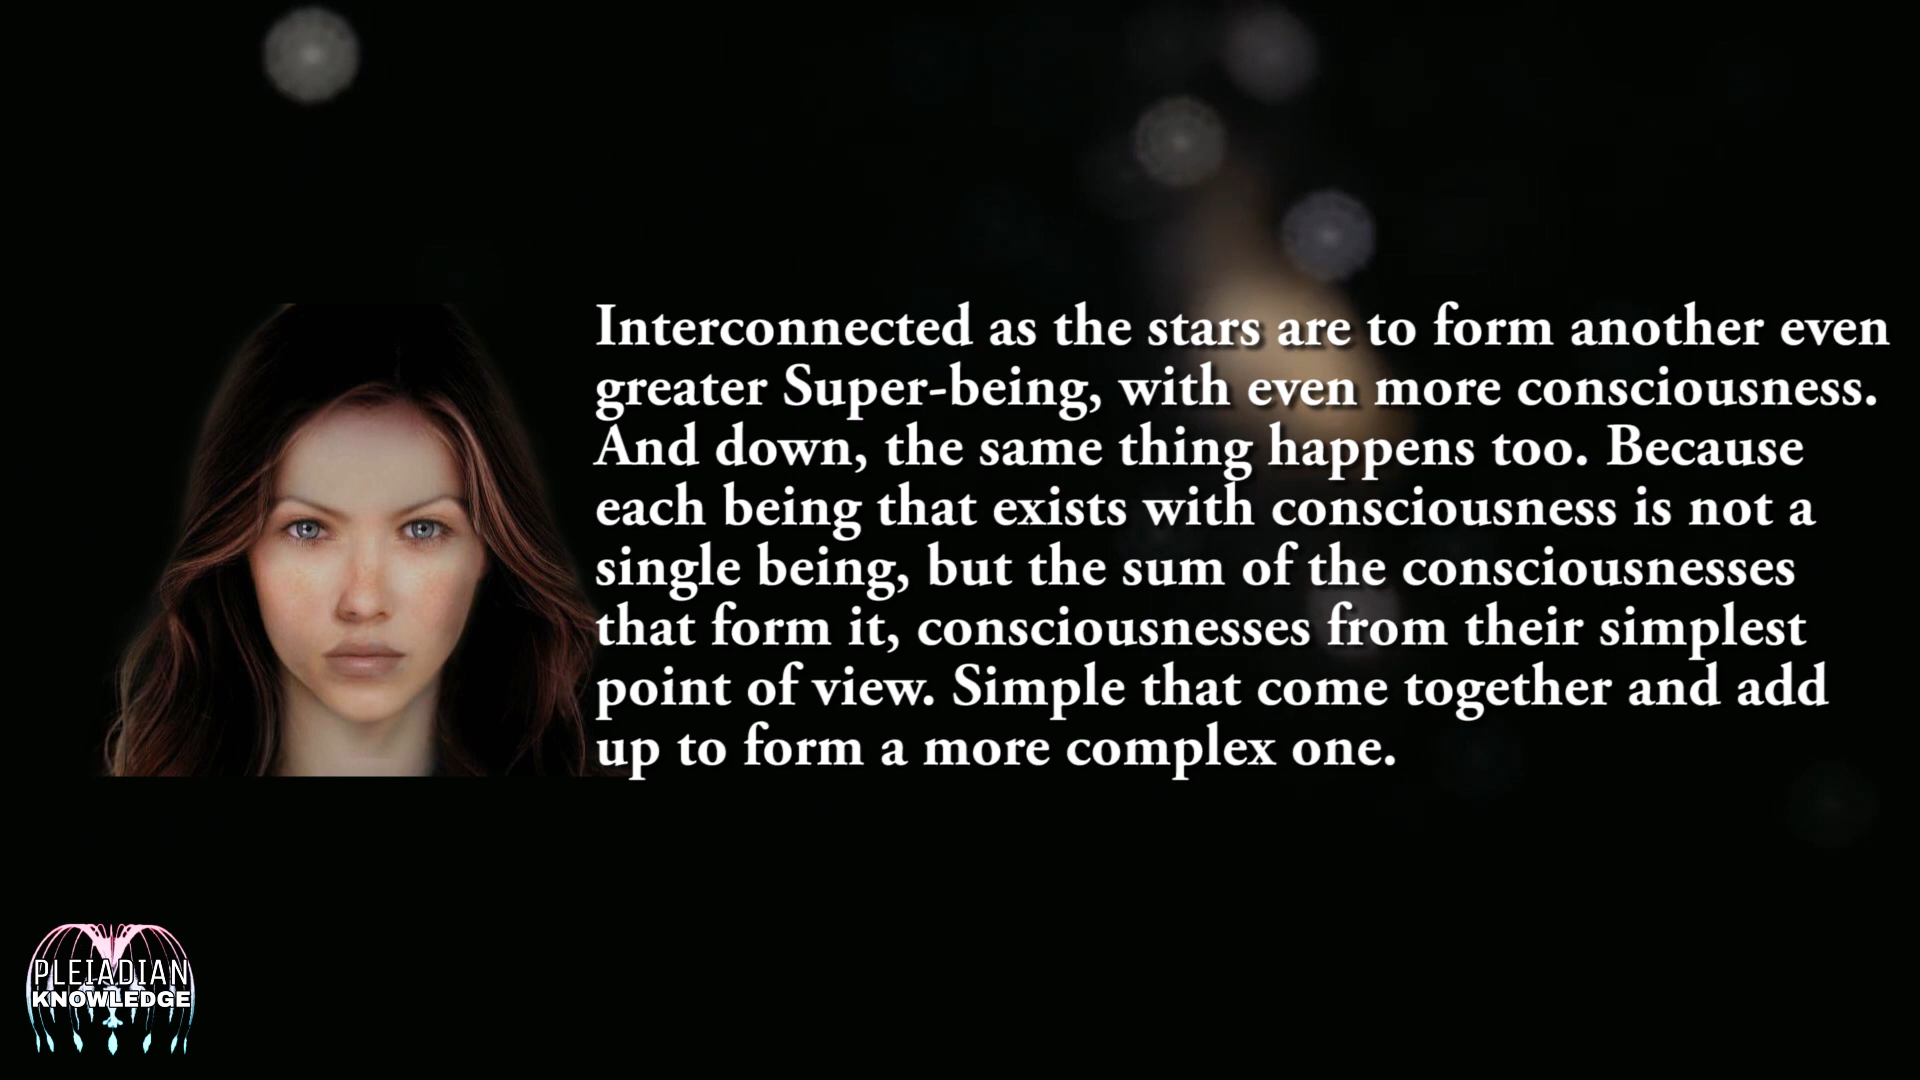 Interconnected as the stars are to form another even
greater Super-being, with even more consciousness.
And down, the same thing happens too. Because
each being that exists with consciousness is not a
single being, but the sum of the consciousnesses
that form it, consciousnesses from their simplest
point of view. Simple that come together and add
up to form a more complex one.
PLEIADIAN
KNOWLEDGE